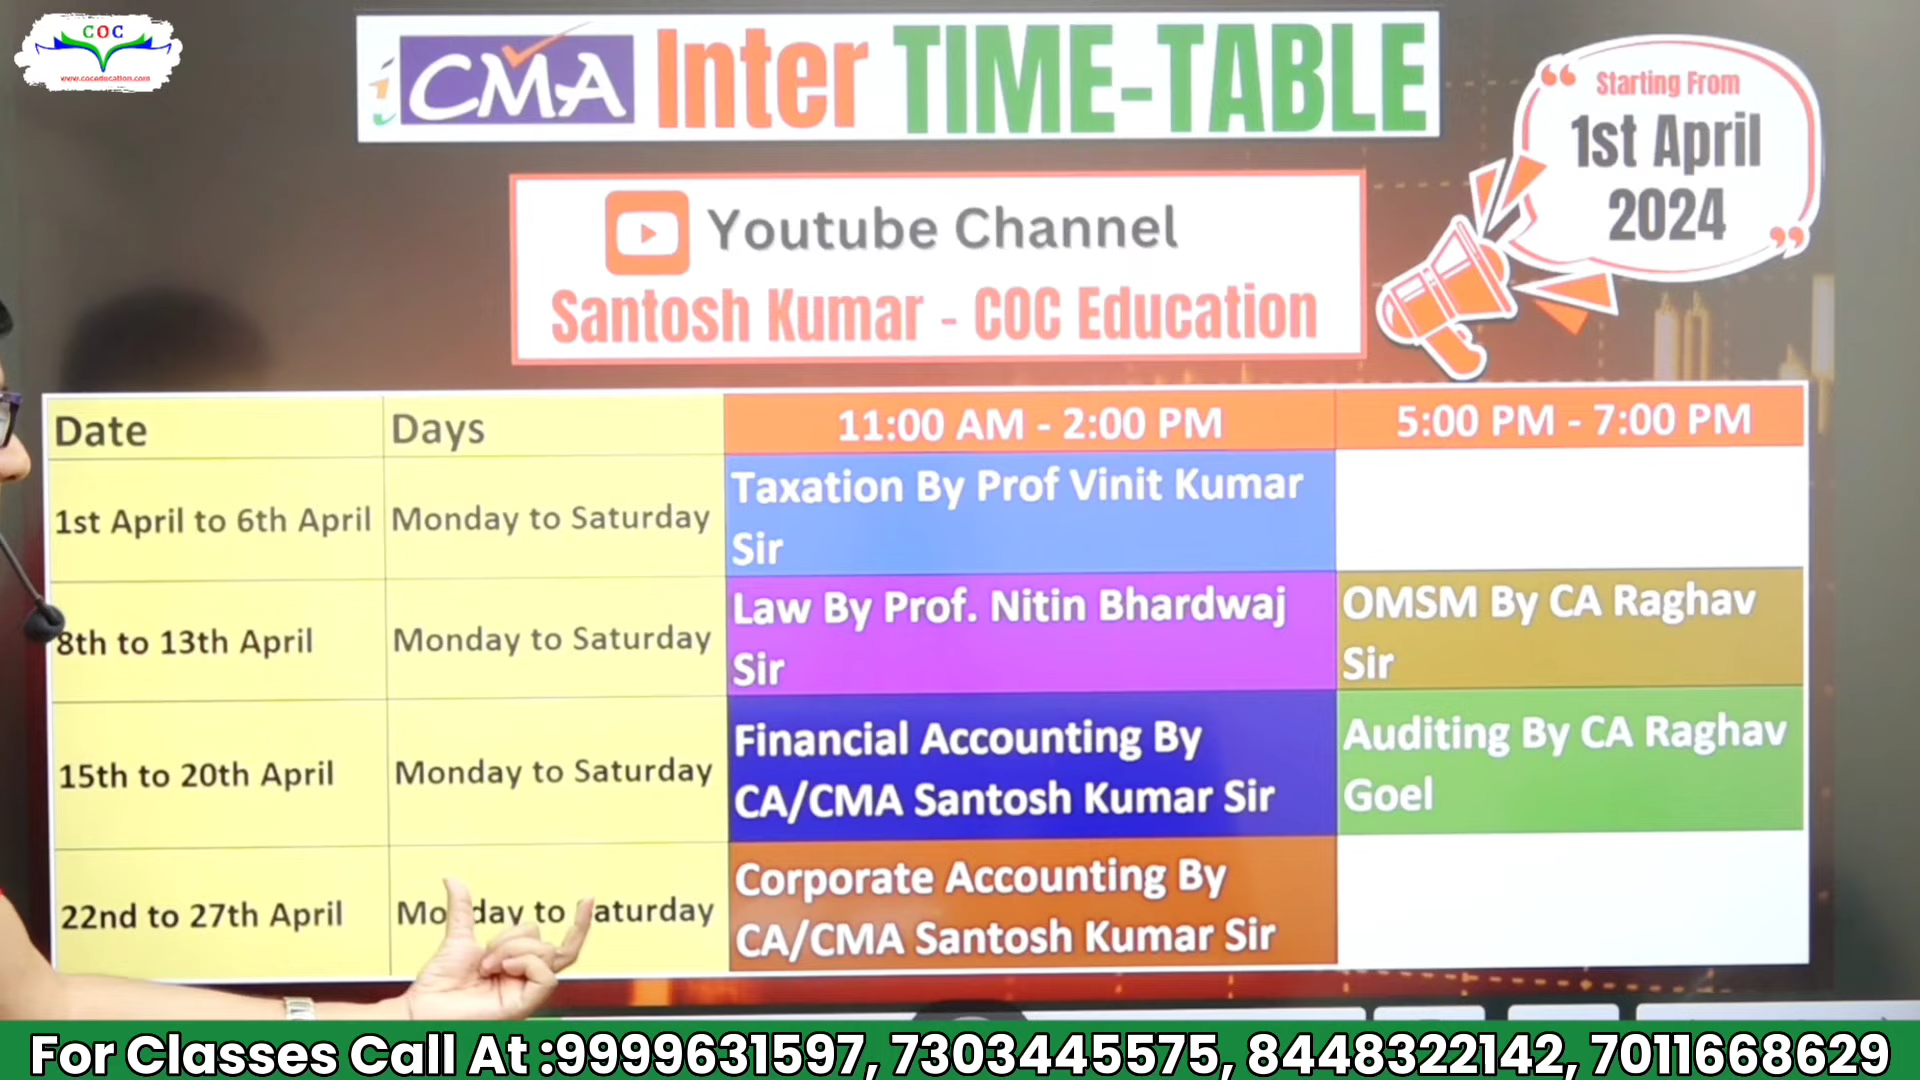 COC
www.coceducation.com
iCMA Inter TIME-TABLE
Starting From
1st April
2024
Youtube Channel
Santosh Kumar - COC Education
Date Days 11:00 AM - 2:00 PM 5:00 PM - 7:00 PM
1st April to 6th April Monday to Saturday Taxation By Prof Vinit Kumar
Sir
8th to 13th April Monday to Saturday Law By Prof. Nitin Bhardwaj
Sir
OMSM By CA Raghav
Sir
15th to 20th April Monday to Saturday Financial Accounting By
CA/CMA Santosh Kumar Sir
Auditing By CA Raghav
Goel
22nd to 27th April Monday to Saturday Corporate Accounting By
CA/CMA Santosh Kumar Sir
For Classes Call At :9999631597, 7303445575, 8448322142, 7011668629